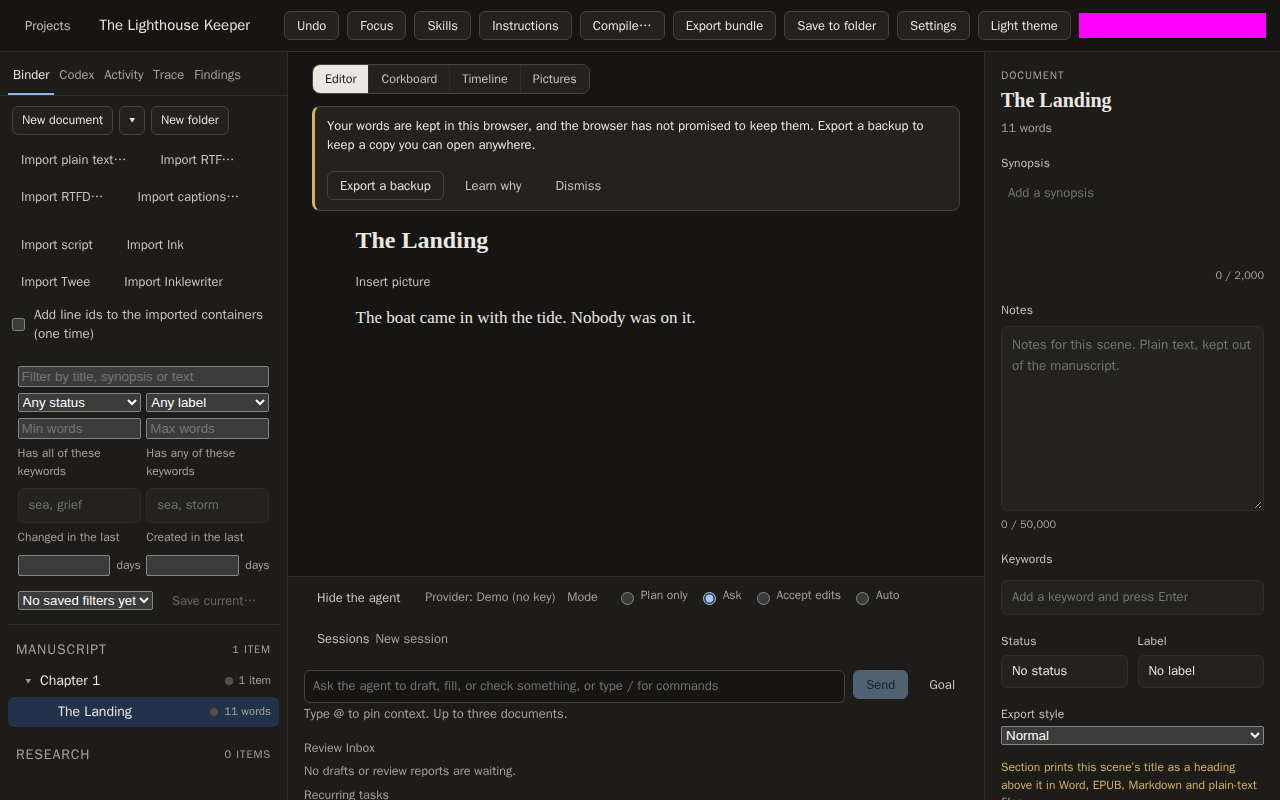 Projects
The Lighthouse Keeper
Undo
Focus
Skills
Instructions
Compile···
Export bundle
Save to folder
Settings
Light theme
Binder
Codex
Activity
Trace
Findings
New document
New folder
Import plain text···
Import RTF···
Import RTFD···
Import captions···
Import script
Import Ink
Import Twee
Import Inklewriter
Add line ids to the imported containers
(one time)
Filter by title, synopsis or text
Any status
Any label
Min words
Max words
Has all of these
keywords
Has any of these
keywords
sea, grief
sea, storm
Changed in the last
Created in the last
days
days
No saved filters yet
Save current···
MANUSCRIPT
1 ITEM
Chapter 1
1 item
The Landing
11 words
RESEARCH
0 ITEMS
Editor
Corkboard
Timeline
Pictures
Your words are kept in this browser, and the browser has not promised to keep them. Export a backup to
keep a copy you can open anywhere.
Export a backup
Learn why
Dismiss
The Landing
Insert picture
The boat came in with the tide. Nobody was on it.
Hide the agent
Provider: Demo (no key)
Mode
Plan only
Ask
Accept edits
Auto
Sessions
New session
Ask the agent to draft, fill, or check something, or type / for commands
Send
Goal
Type @ to pin context. Up to three documents.
Review Inbox
No drafts or review reports are waiting.
Recurring tasks
DOCUMENT
The Landing
11 words
Synopsis
Add a synopsis
0 / 2,000
Notes
Notes for this scene. Plain text, kept out
of the manuscript.
0 / 50,000
Keywords
Add a keyword and press Enter
Status
Label
No status
No label
Export style
Normal
Section prints this scene's title as a heading
above it in Word, EPUB, Markdown and plain-text